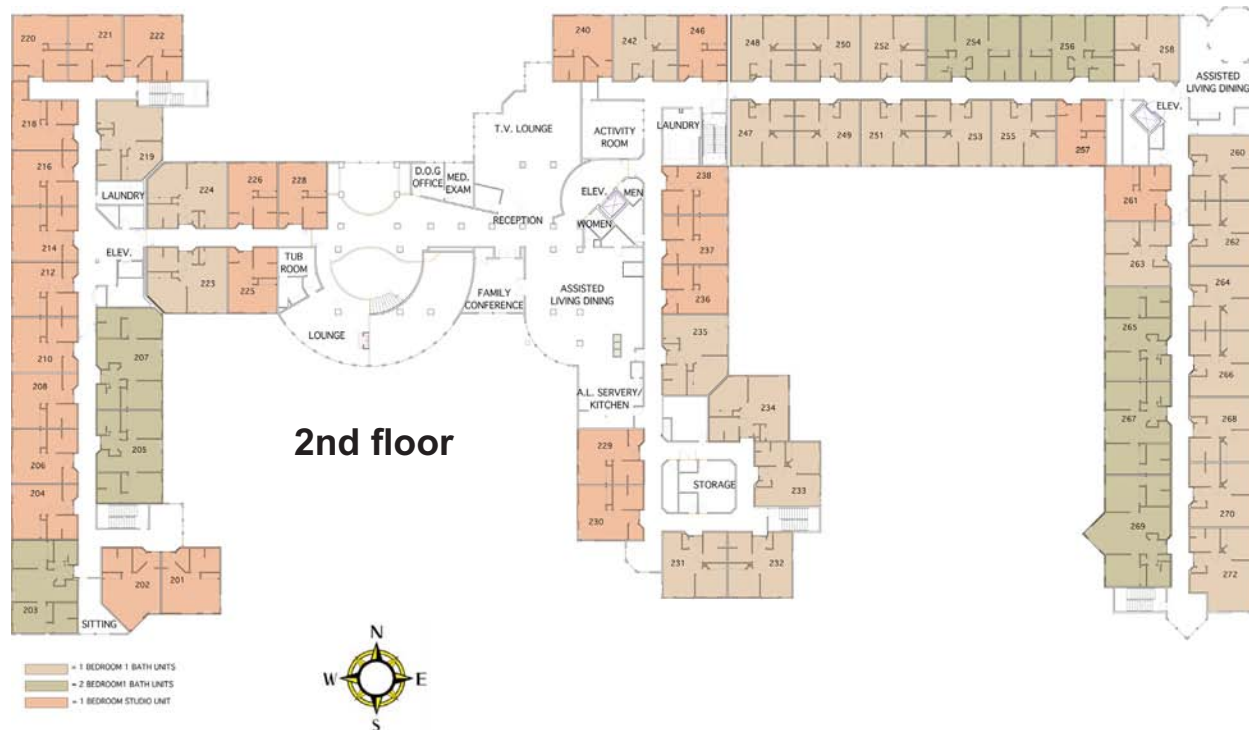 220
221
222
240
242
246
248
250
252
254
256
258
ASSISTED
LIVING DINING
218
219
T.V. LOUNGE
ACTIVITY
ROOM
LAUNDRY
247
249
251
253
255
257
ELEV.
216
LAUNDRY
224
226
228
D.O.G
OFFICE
MED.
EXAM
RECEPTION
ELEV.
MEN
WOMEN
238
260
261
214
212
ELEV.
223
225
TUB
ROOM
FAMILY
CONFERENCE
ASSISTED
LIVING DINING
237
236
262
263
264
265
LOUNGE
235
210
207
208
A.L. SERVERY/
KITCHEN
234
266
267
268
2nd floor
206
205
229
STORAGE
233
204
230
270
269
231
232
272
203
202
201
SITTING
N
W
E
S
= 1 BEDROOM 1 BATH UNITS
= 2 BEDROOM1 BATH UNITS
= 1 BEDROOM STUDIO UNIT